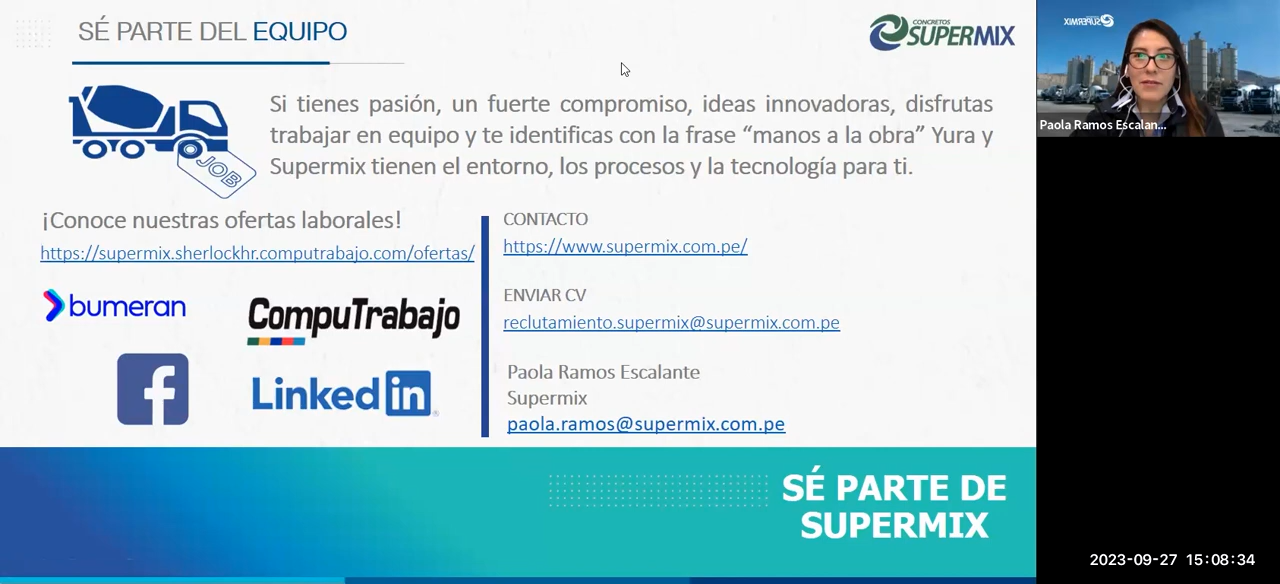 SÉ PARTE DEL EQUIPO
CONCRETOS
SUPERMIX
SUPERMIX
Paola Ramos Escalan...
Si tienes pasión, un fuerte compromiso, ideas innovadoras, disfrutas
trabajar en equipo y te identificas con la frase “manos a la obra” Yura y
Supermix tienen el entorno, los procesos y la tecnología para ti.
JOB
¡Conoce nuestras ofertas laborales!
https://supermix.sherlockhr.computrabajo.com/ofertas/
bumeran
CompuTrabajo
f
Linked in
CONTACTO
https://www.supermix.com.pe/
ENVIAR CV
reclutamiento.supermix@supermix.com.pe
Paola Ramos Escalante
Supermix
paola.ramos@supermix.com.pe
SÉ PARTE DE
SUPERMIX
2023-09-27 15:08:34